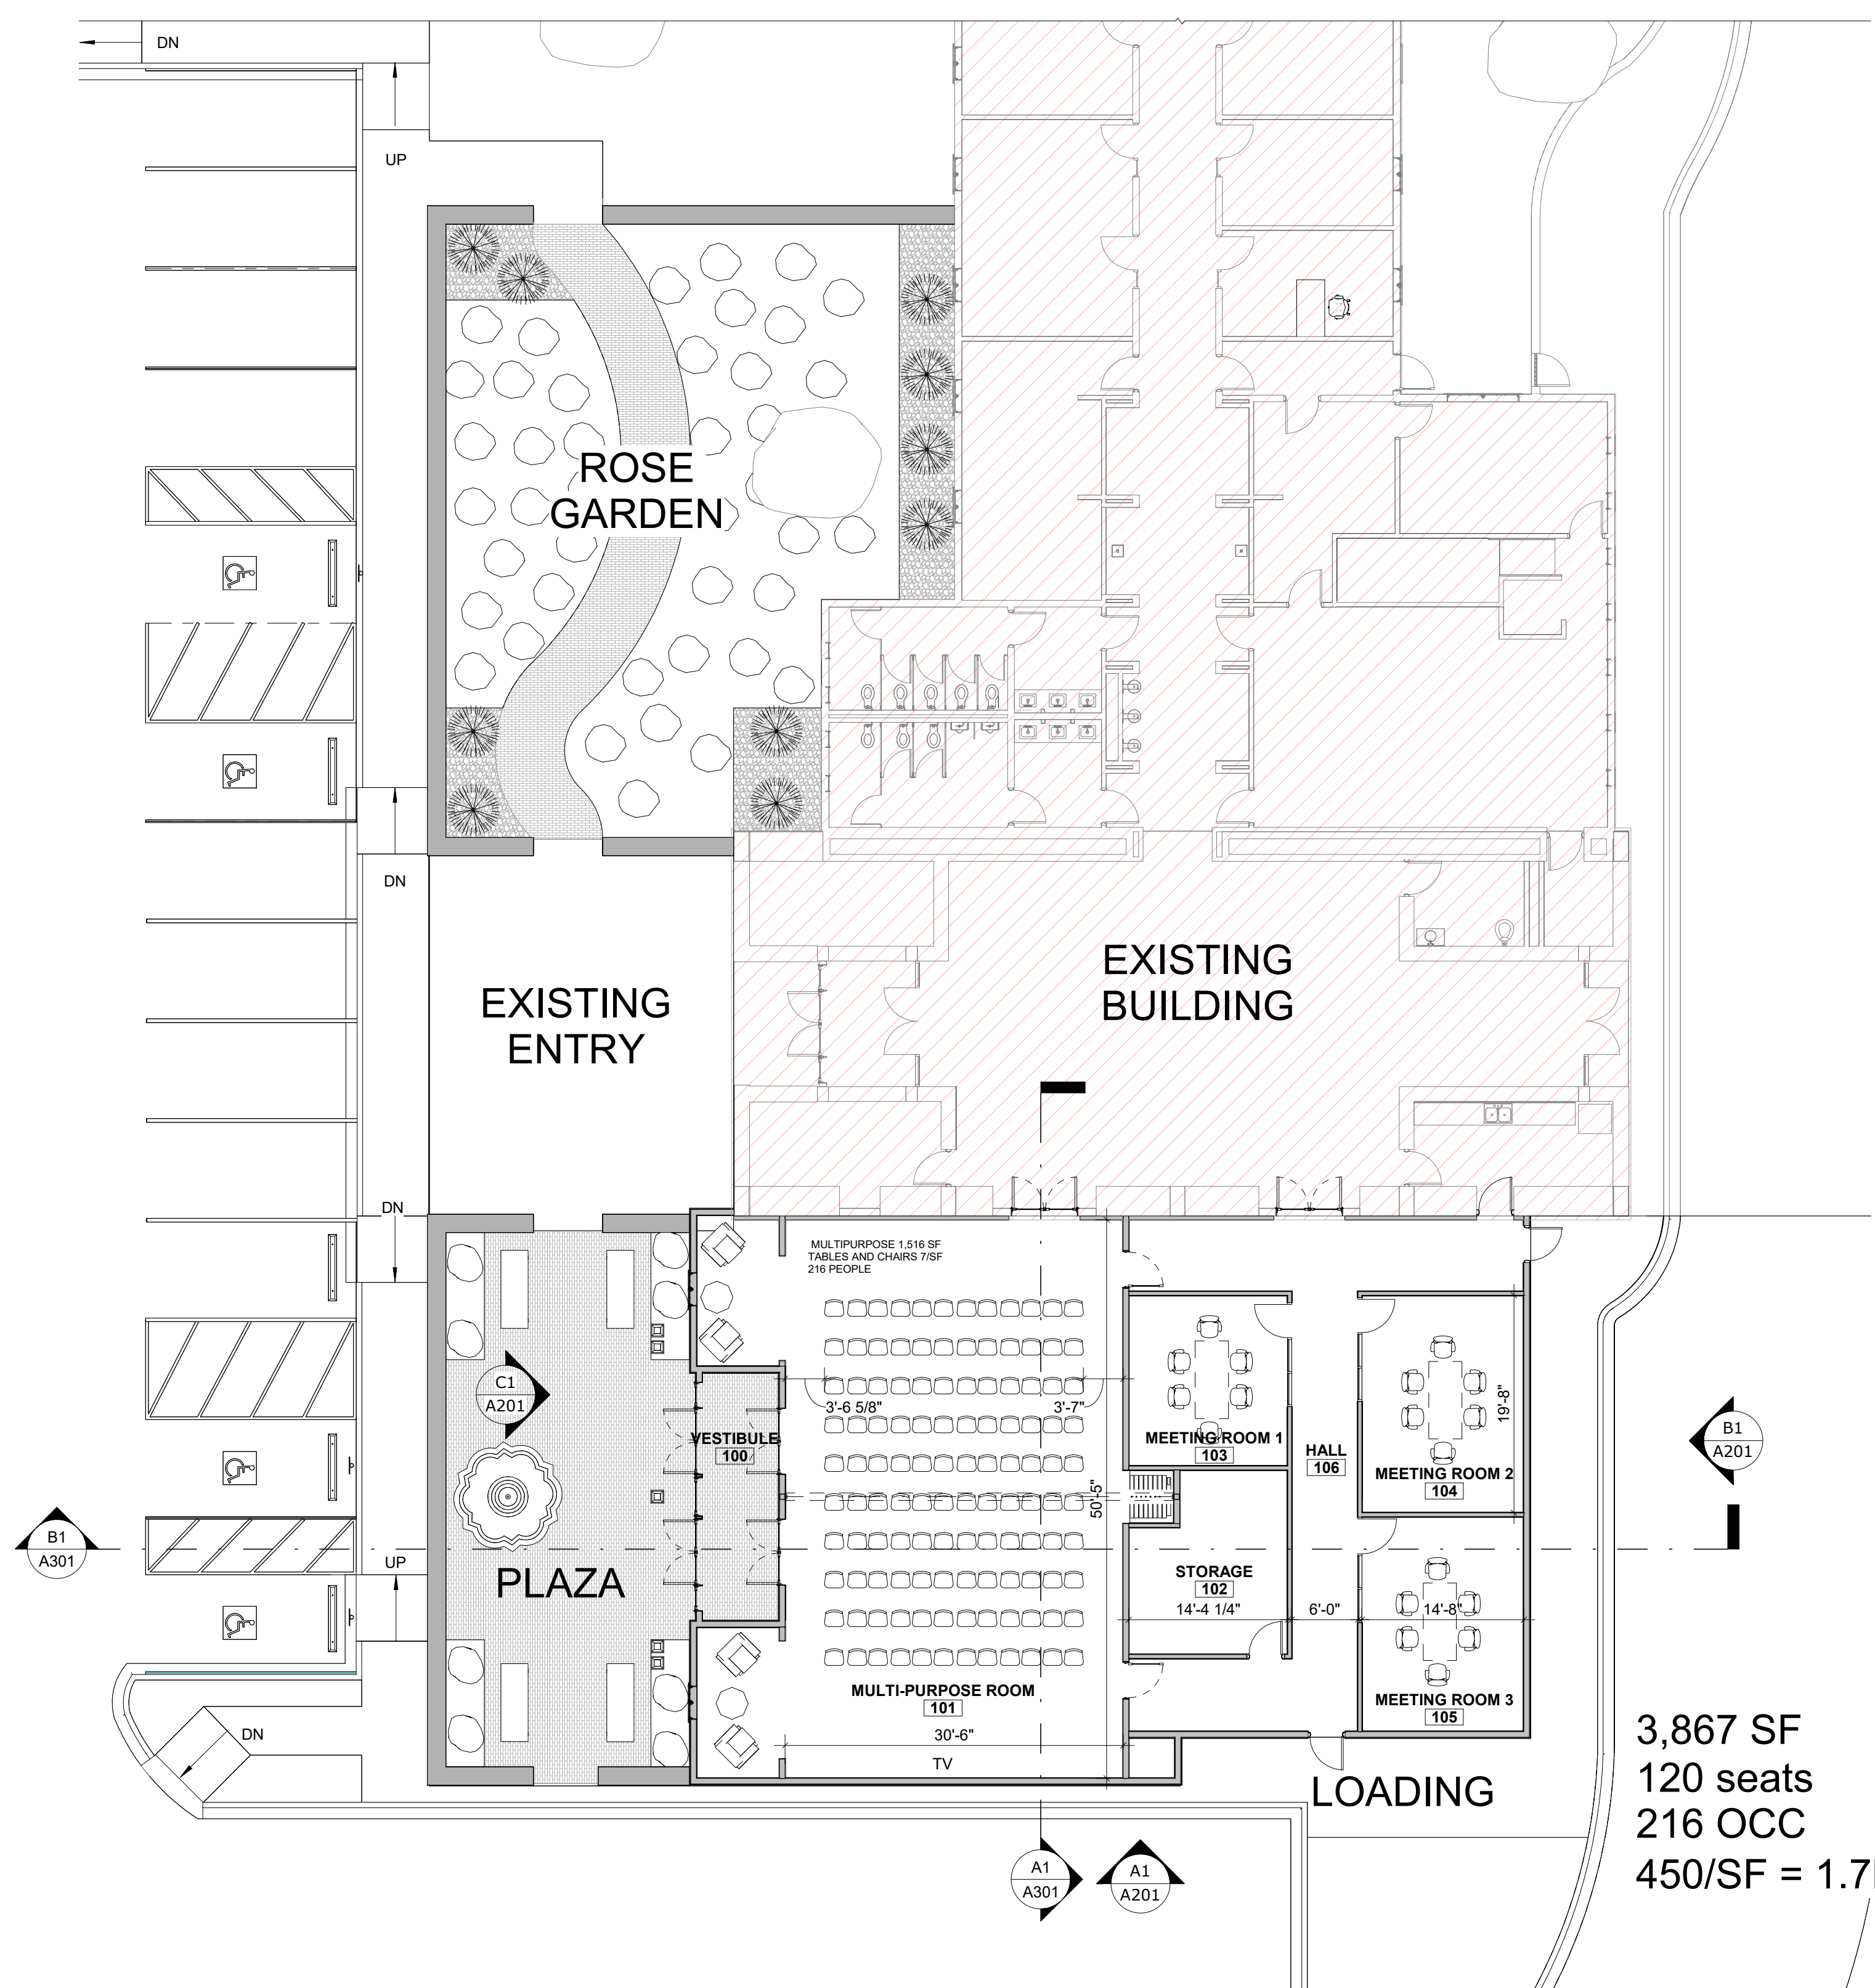 DN
UP
ROSE
GARDEN
DN
EXISTING
ENTRY
EXISTING
BUILDING
DN
MULTIPURPOSE 1,516 SF
TABLES AND CHAIRS 7/SF
216 PEOPLE
C1
A201
3'-6 5/8"
3'-7"
19'-8"
VESTIBULE
100
MEETING ROOM 1
103
HALL
106
MEETING ROOM 2
104
B1
A201
50'-5"
B1
A301
UP
PLAZA
STORAGE
102
14'-4 1/4"
6'-0"
14'-8"
MULTI-PURPOSE ROOM
101
MEETING ROOM 3
105
30'-6"
TV
DN
LOADING
3,867 SF
120 seats
216 OCC
450/SF = 1.7
A1
A301
A1
A201